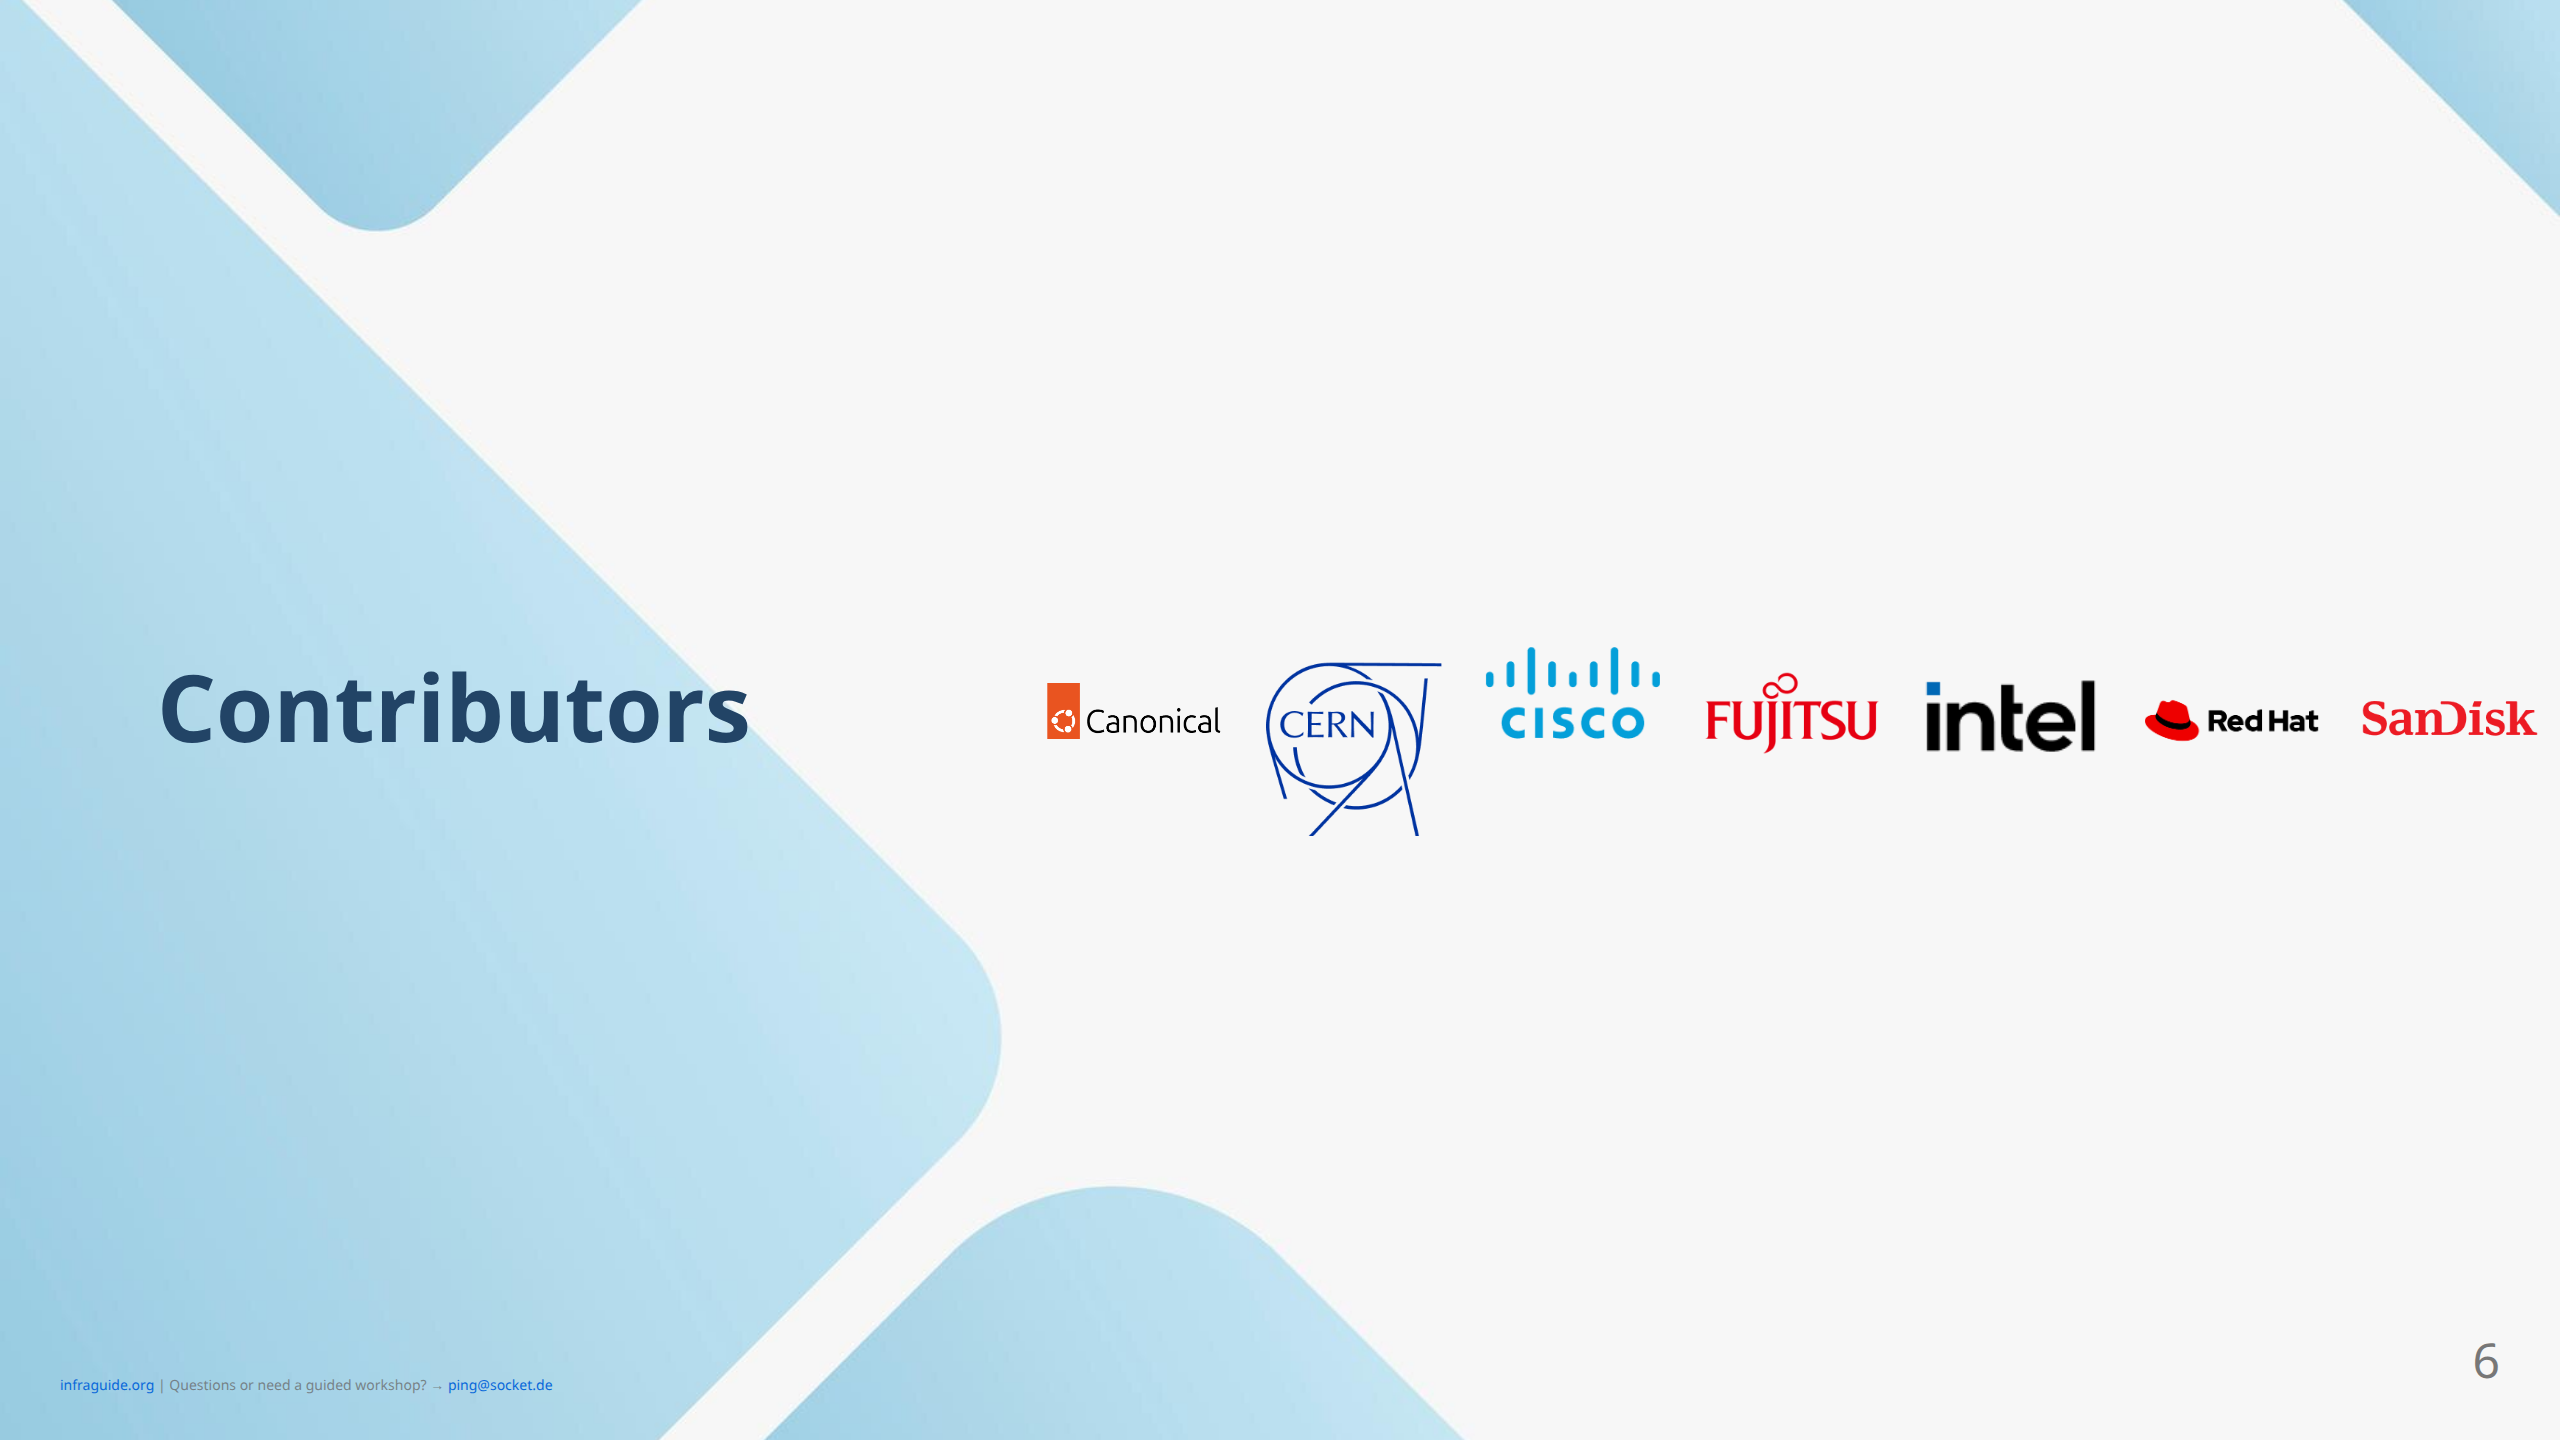 Contributors
Canonical
CERN
CISCO
FUJITSU
intel
Red Hat
SanDisk
infraguide.org | Questions or need a guided workshop? → ping@socket.de
6